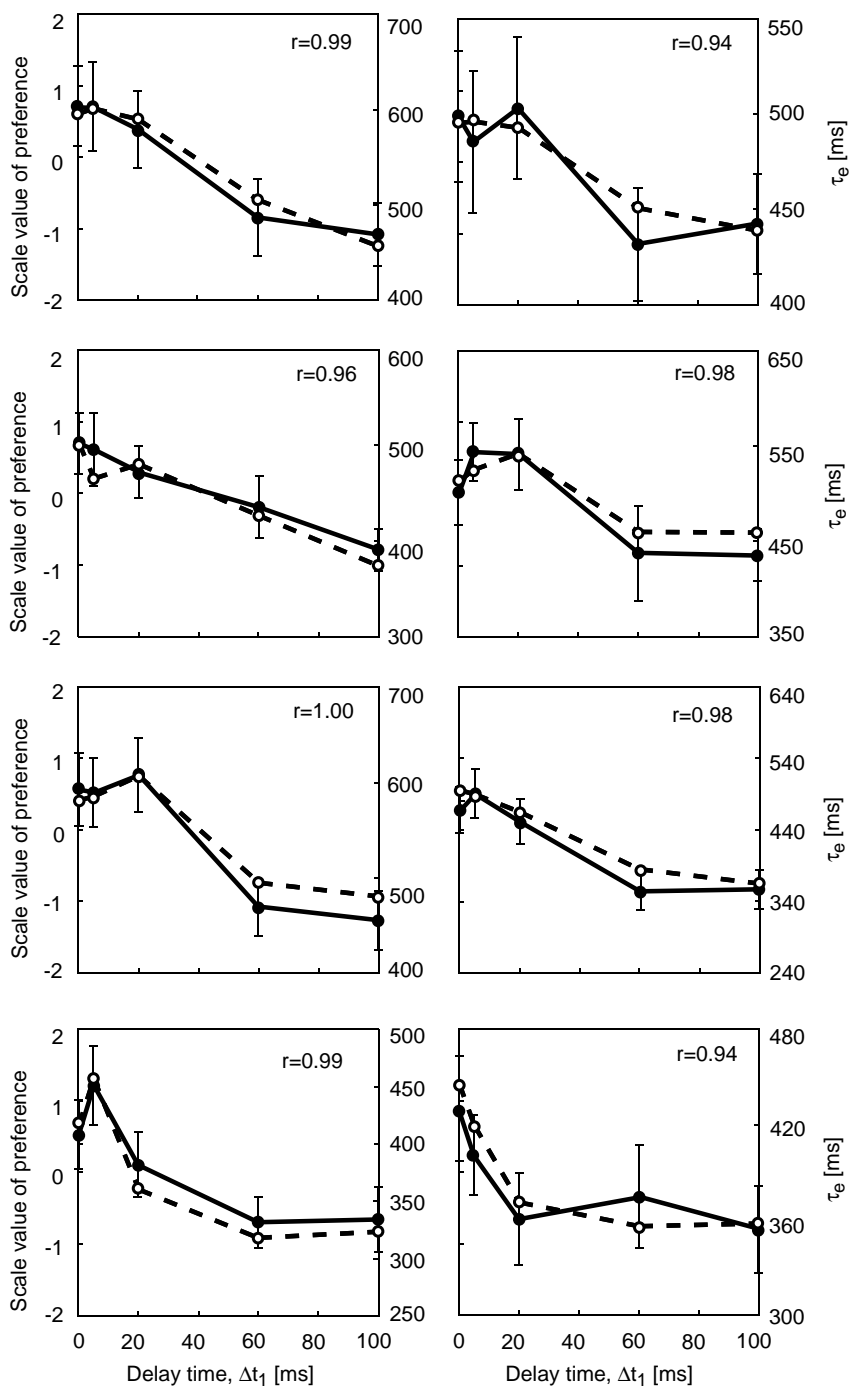 2
1
0
-1
-2
Scale value of preference
r=0.99
700
600
500
400
r=0.94
550
500
450
400
τe [ms]
2
1
0
-1
-2
Scale value of preference
r=0.96
600
500
400
300
r=0.98
650
550
450
350
τe [ms]
2
1
0
-1
-2
Scale value of preference
r=1.00
700
600
500
400
r=0.98
640
540
440
340
240
τe [ms]
2
1
0
-1
-2
Scale value of preference
r=0.99
500
450
400
350
300
250
r=0.94
480
420
360
300
τe [ms]
0 20 40 60 80 100
Delay time, Δt1 [ms]
0 20 40 60 80 100
Delay time, Δt1 [ms]